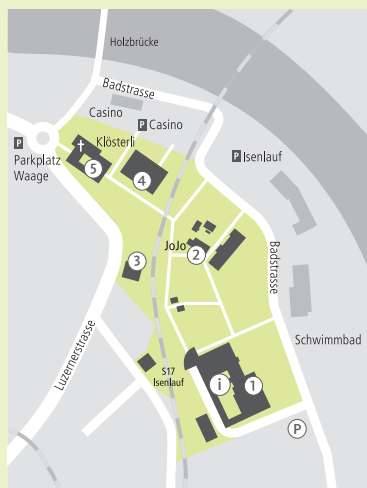 Holzbrücke
Badstrasse
Casino
P Casino
Klösterli
P
Parkplatz
Waage
P Isenlauf
5
4
JoJo
2
3
Badstrasse
Luzernerstrasse
Schwimmbad
S17
Isenlauf
i
1
P